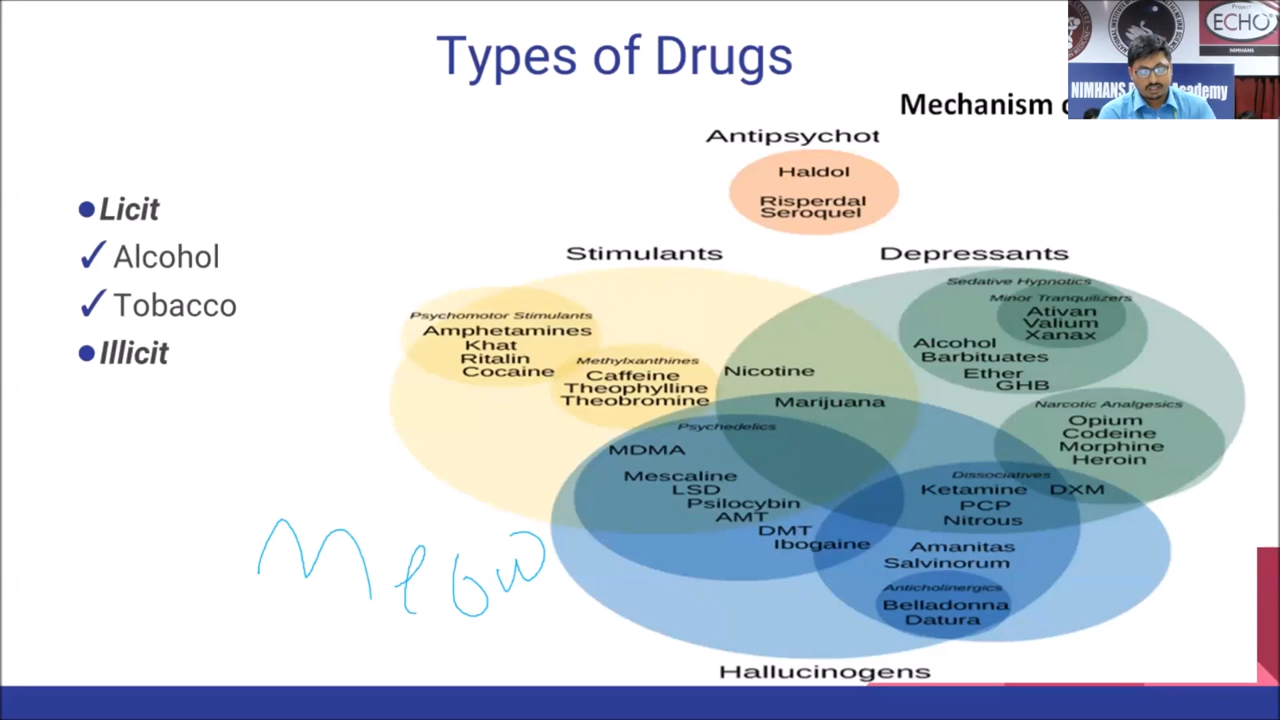 Types of Drugs
Project
ECHO®
NIMHANS
NIMHANS
Academy
Mechanism
Antipsychot
Haldol
Risperdal
Seroquel
●Licit
✓Alcohol
✓Tobacco
●Illicit
Stimulants
Psychomotor Stimulants
Amphetamines
Khat
Ritalin
Cocaine
Methylxanthines
Caffeine
Theophylline
Theobromine
Nicotine
Marijuana
Depressants
Sedative Hypnotics
Minor Tranquilizers
Ativan
Valium
Xanax
Alcohol
Barbituates
Ether
GHB
Narcotic Analgesics
Opium
Codeine
Morphine
Heroin
Psychedelics
MDMA
Mescaline
LSD
Psilocybin
AMT
DMT
Ibogaine
Dissociatives
Ketamine DXM
PCP
Nitrous
Amanitas
Salvinorum
Anticholinergics
Belladonna
Datura
Hallucinogens
Meow